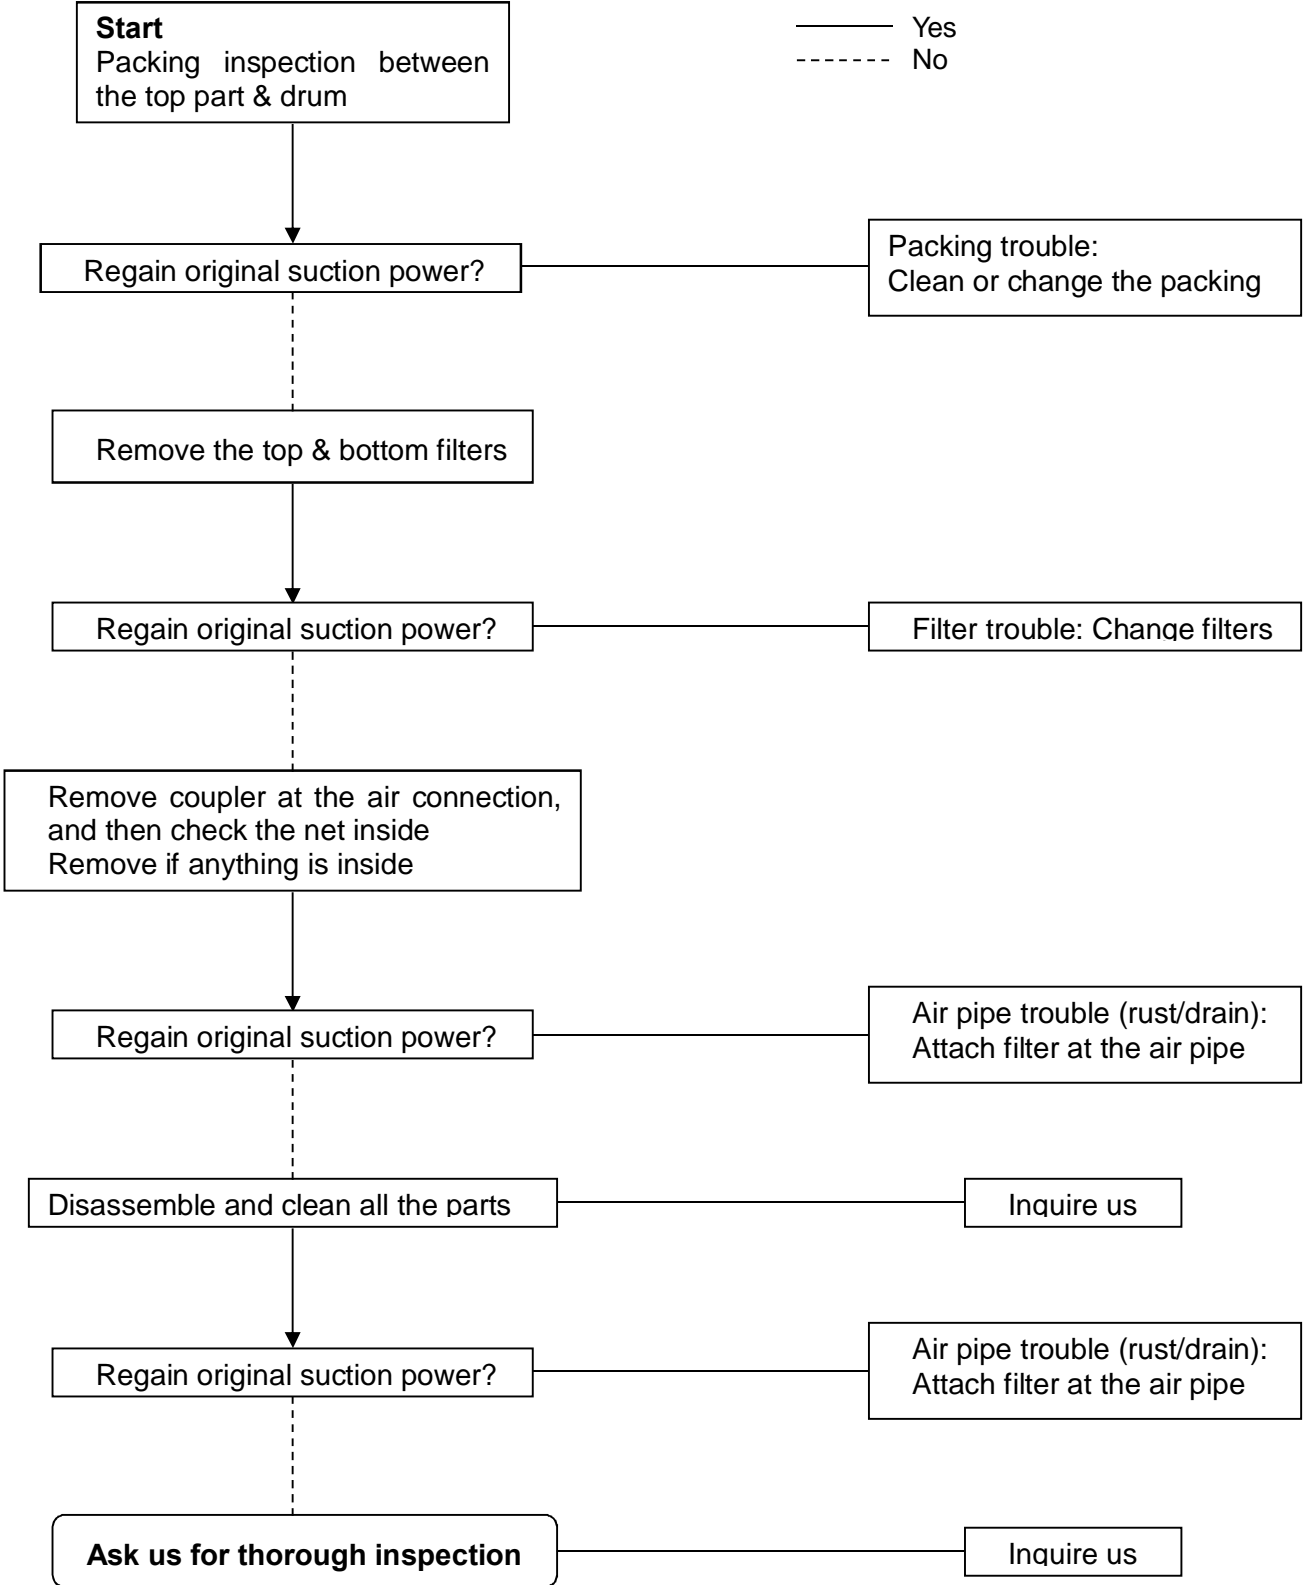 Start
Packing inspection between
the top part & drum
Yes
No
Regain original suction power?
Packing trouble:
Clean or change the packing
Remove the top & bottom filters
Regain original suction power?
Filter trouble: Change filters
Remove coupler at the air connection,
and then check the net inside
Remove if anything is inside
Regain original suction power?
Air pipe trouble (rust/drain):
Attach filter at the air pipe
Disassemble and clean all the parts
Inquire us
Regain original suction power?
Air pipe trouble (rust/drain):
Attach filter at the air pipe
Ask us for thorough inspection
Inquire us